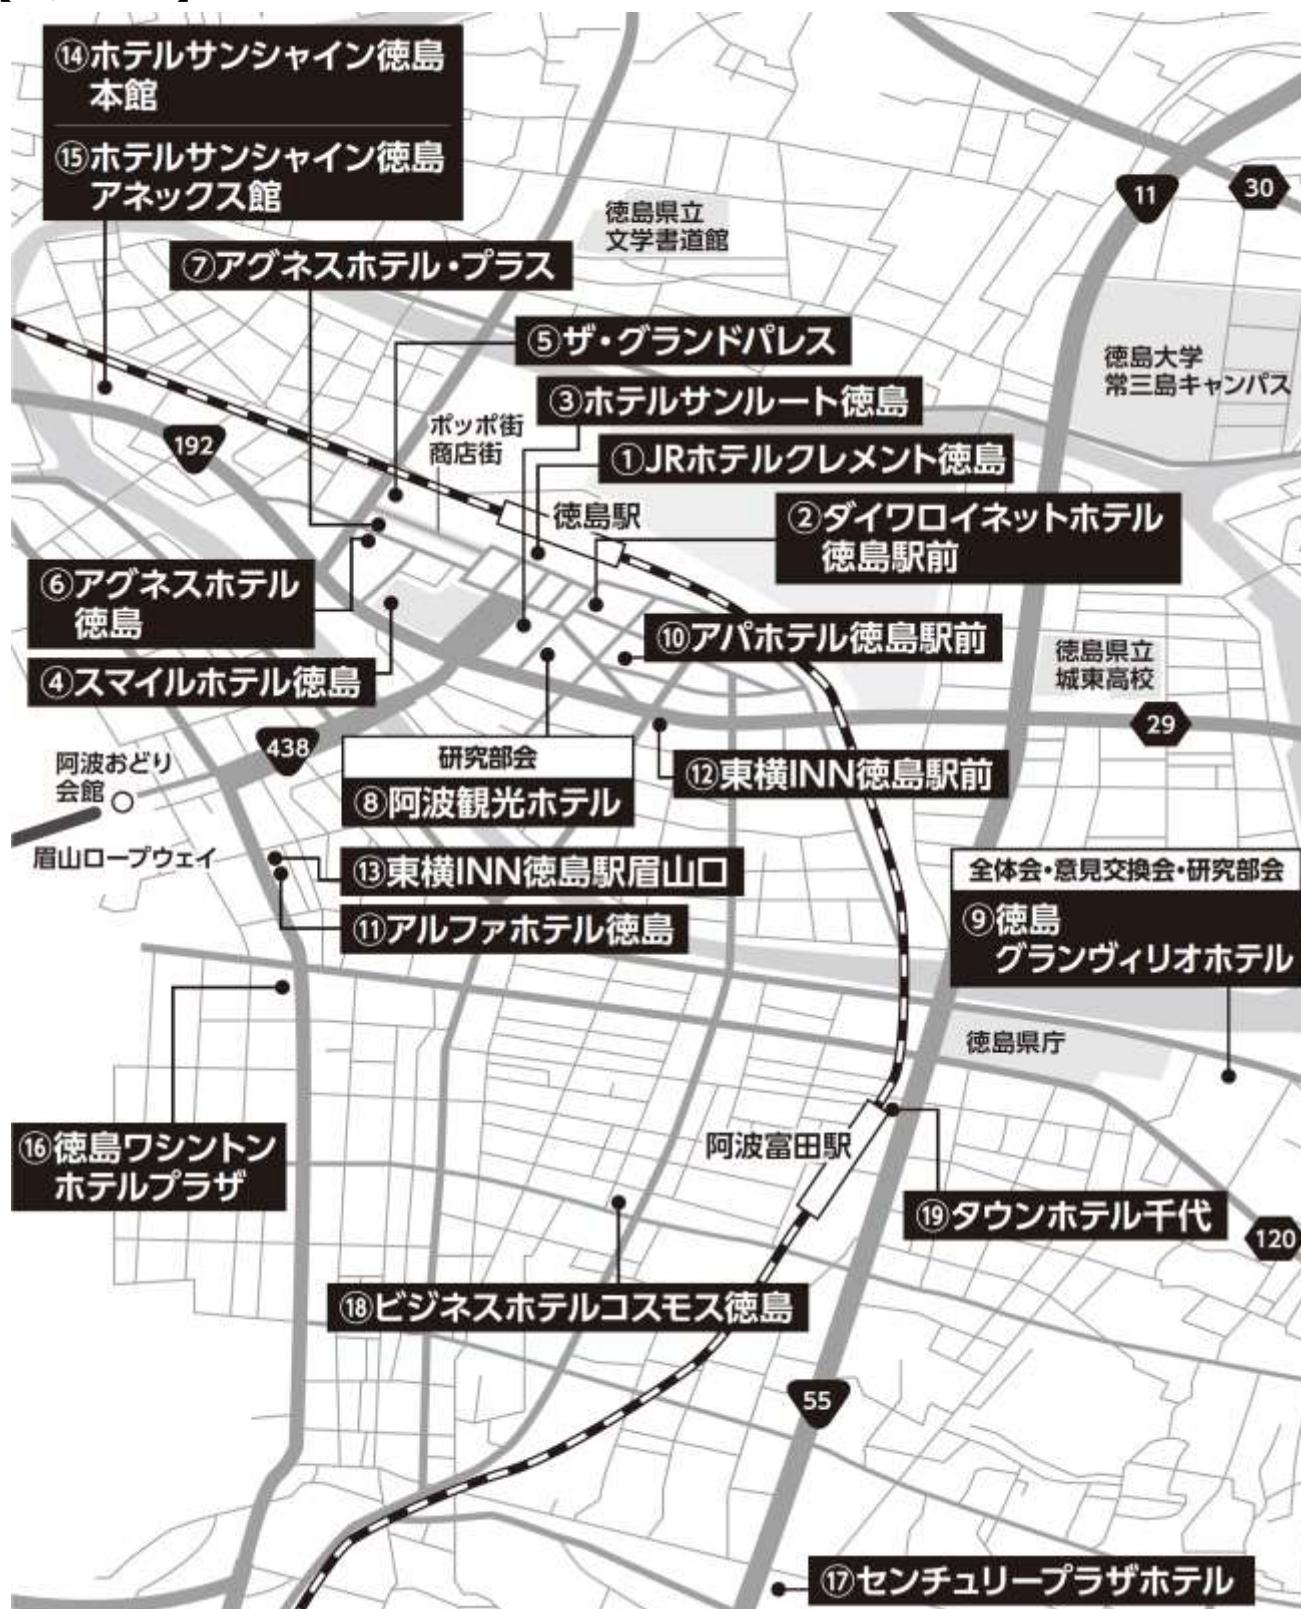 ⑭ホテルサンシャイン徳島
本館
⑮ホテルサンシャイン徳島
アネックス館
11
30
徳島県立
文学書道館
⑦アグネスホテル・プラス
⑤ザ・グランドパレス
徳島大学
常三島キャンパス
③ホテルサンルート徳島
192
ポッポ街
商店街
①JRホテルクレメント徳島
徳島駅
②ダイワロイネットホテル
徳島駅前
⑥アグネスホテル
徳島
⑩アパホテル徳島駅前
徳島県立
城東高校
④スマイルホテル徳島
29
438
阿波おどり
会館
研究部会
⑧阿波観光ホテル
⑫東横INN徳島駅前
眉山ロープウェイ
⑬東横INN徳島駅眉山口
⑪アルファホテル徳島
全体会・意見交換会・研究部会
⑨徳島
グランヴィリオホテル
徳島県庁
⑯徳島ワシントン
ホテルプラザ
阿波富田駅
⑲タウンホテル千代
120
⑱ビジネスホテルコスモス徳島
55
⑰センチュリープラザホテル